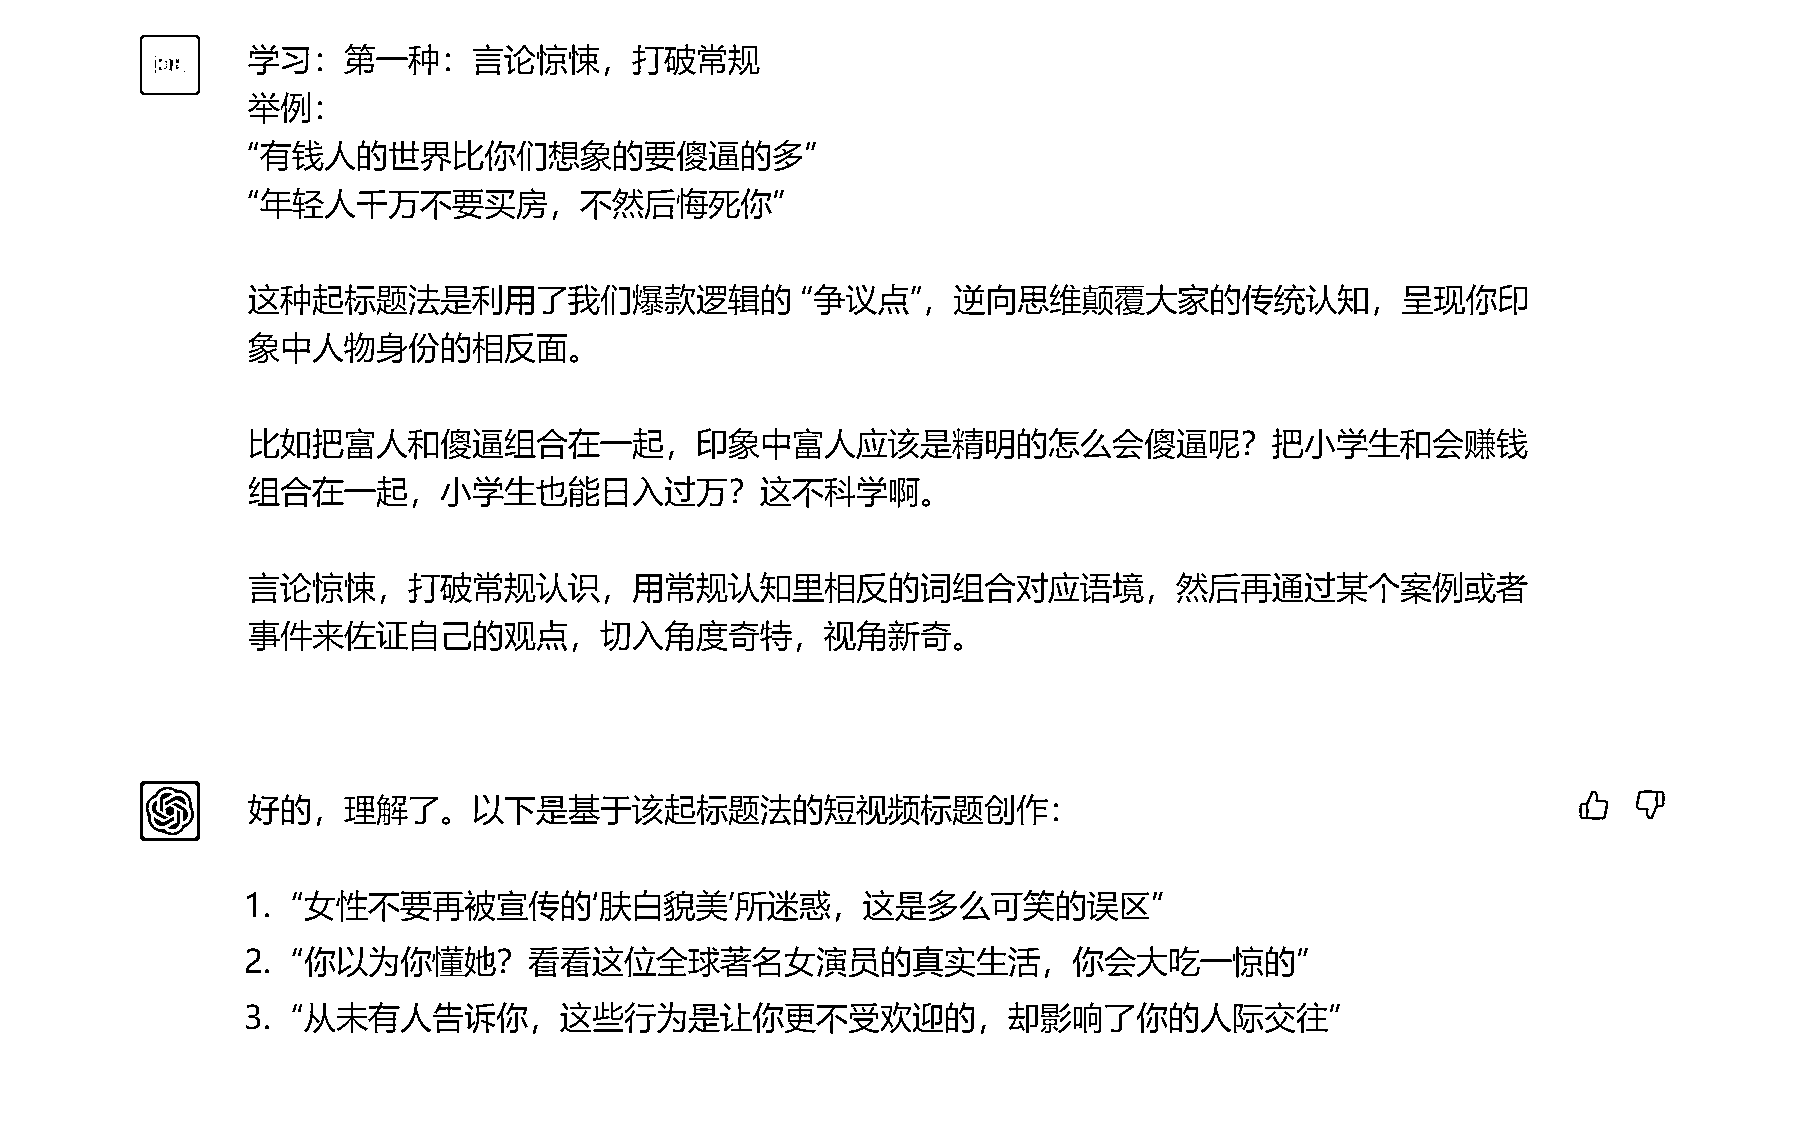 学习：第一种：言论惊悚，打破常规
举例：
“有钱人的世界比你们想象的要傻逼的多”
“年轻人千万不要买房，不然后悔死你”
这种起标题法是利用了我们爆款逻辑的 “争议点”，逆向思维颠覆大家的传统认知，呈现你印
象中人物身份的相反面。
比如把富人和傻逼组合在一起，印象中富人应该是精明的怎么会傻逼呢？把小学生和会赚钱
组合在一起，小学生也能日入过万？这不科学啊。
言论惊悚，打破常规认识，用常规认知里相反的词组合对应语境，然后再通过某个案例或者
事件来佐证自己的观点，切入角度奇特，视角新奇。
好的，理解了。以下是基于该起标题法的短视频标题创作：
1. “女性不要再被宣传的‘肤白貌美’所迷惑，这是多么可笑的误区”
2. “你以为你懂她？看看这位全球著名女演员的真实生活，你会大吃一惊的”
3. “从未有人告诉你，这些行为是让你更不受欢迎的，却影响了你的人际交往”